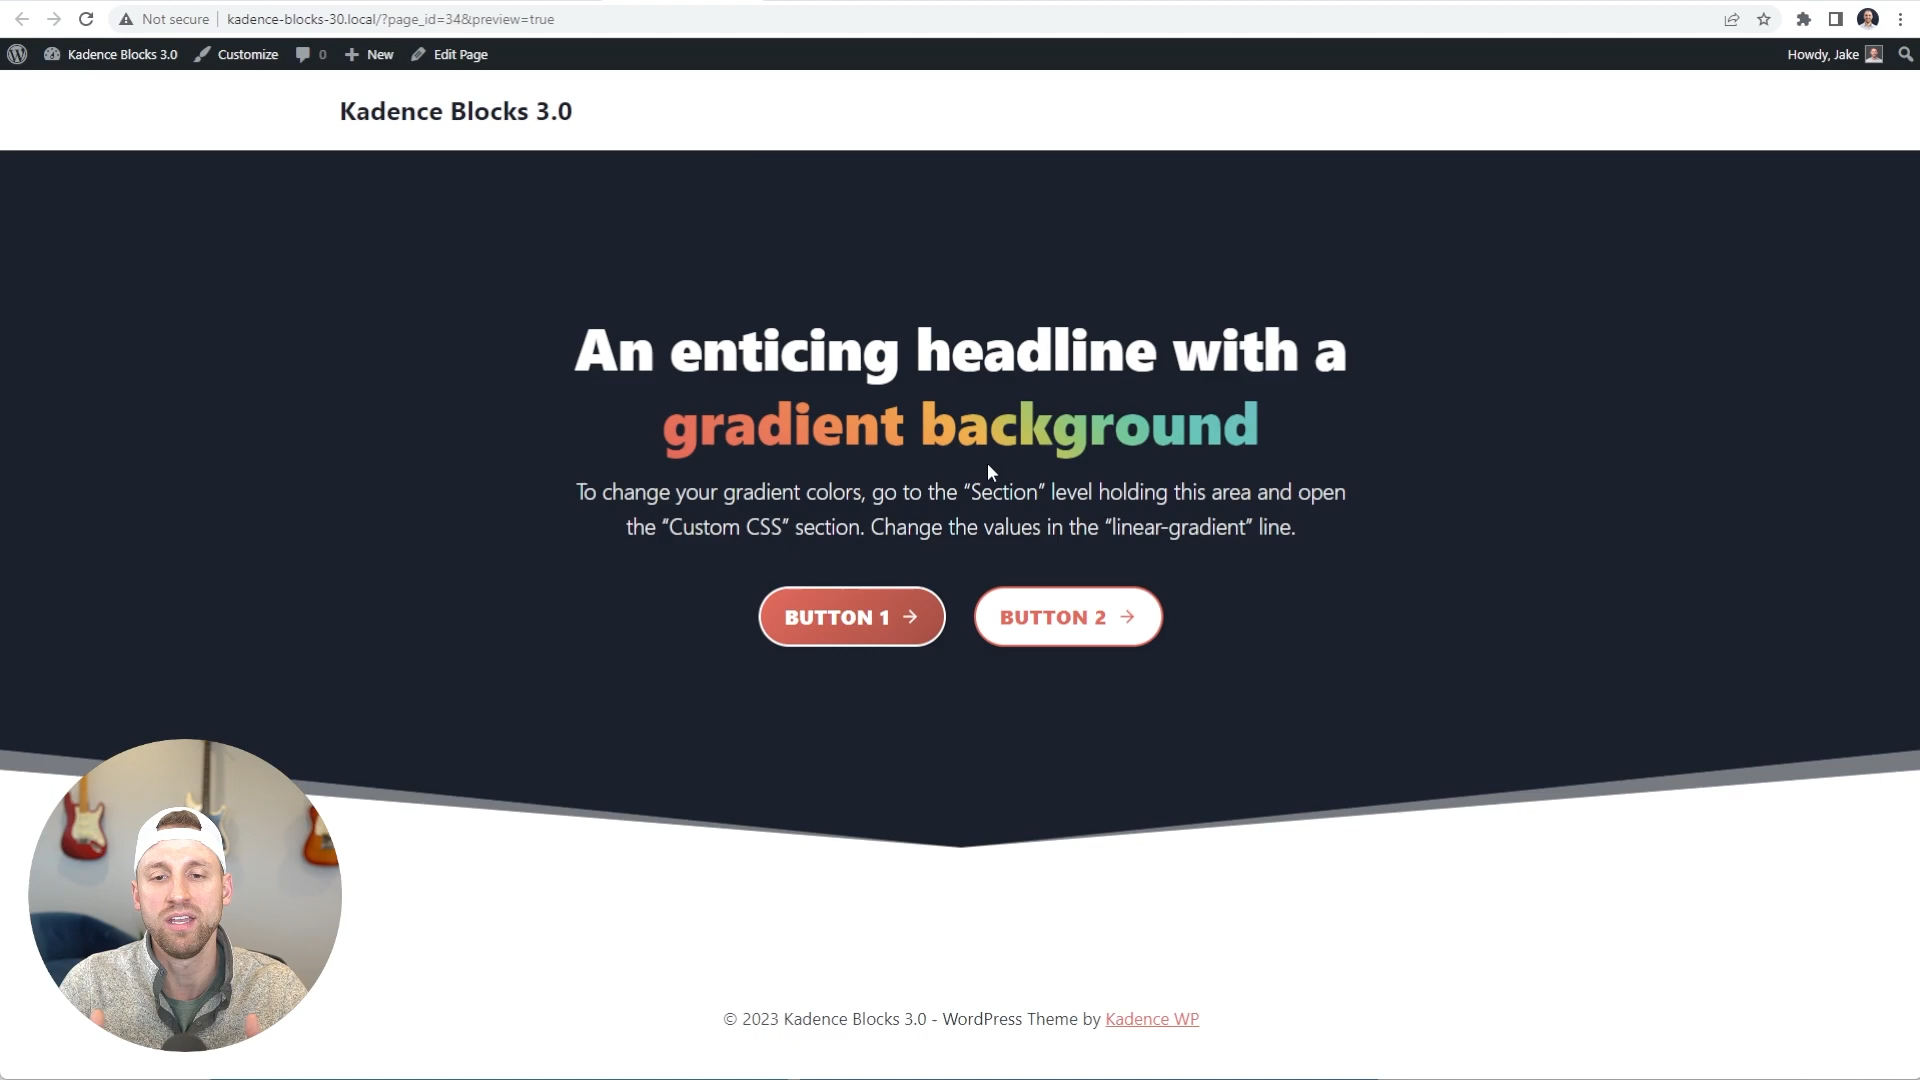 Not secure
kadence-blocks-30.local/?page_id=34&preview=true
Kadence Blocks 3.0
Customize
0
New
Edit Page
Howdy, Jake
Kadence Blocks 3.0
An enticing headline with a
gradient background
To change your gradient colors, go to the “Section” level holding this area and open
the “Custom CSS” section. Change the values in the “linear-gradient” line.
BUTTON 1 →
BUTTON 2 →
© 2023 Kadence Blocks 3.0 - WordPress Theme by Kadence WP